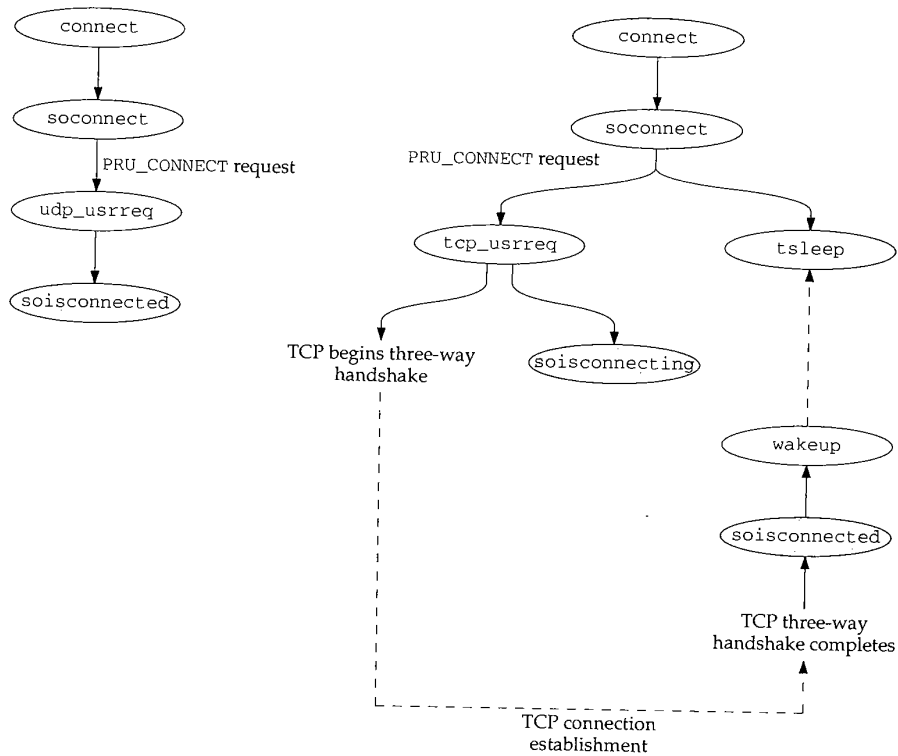 connect
soconnect
PRU_CONNECT request
udp_usrreq
soisconnected
connect
soconnect
PRU_CONNECT request
tcp_usrreq
tsleep
TCP begins three-way
handshake
soisconnecting
wakeup
soisconnected
TCP three-way
handshake completes
TCP connection
establishment